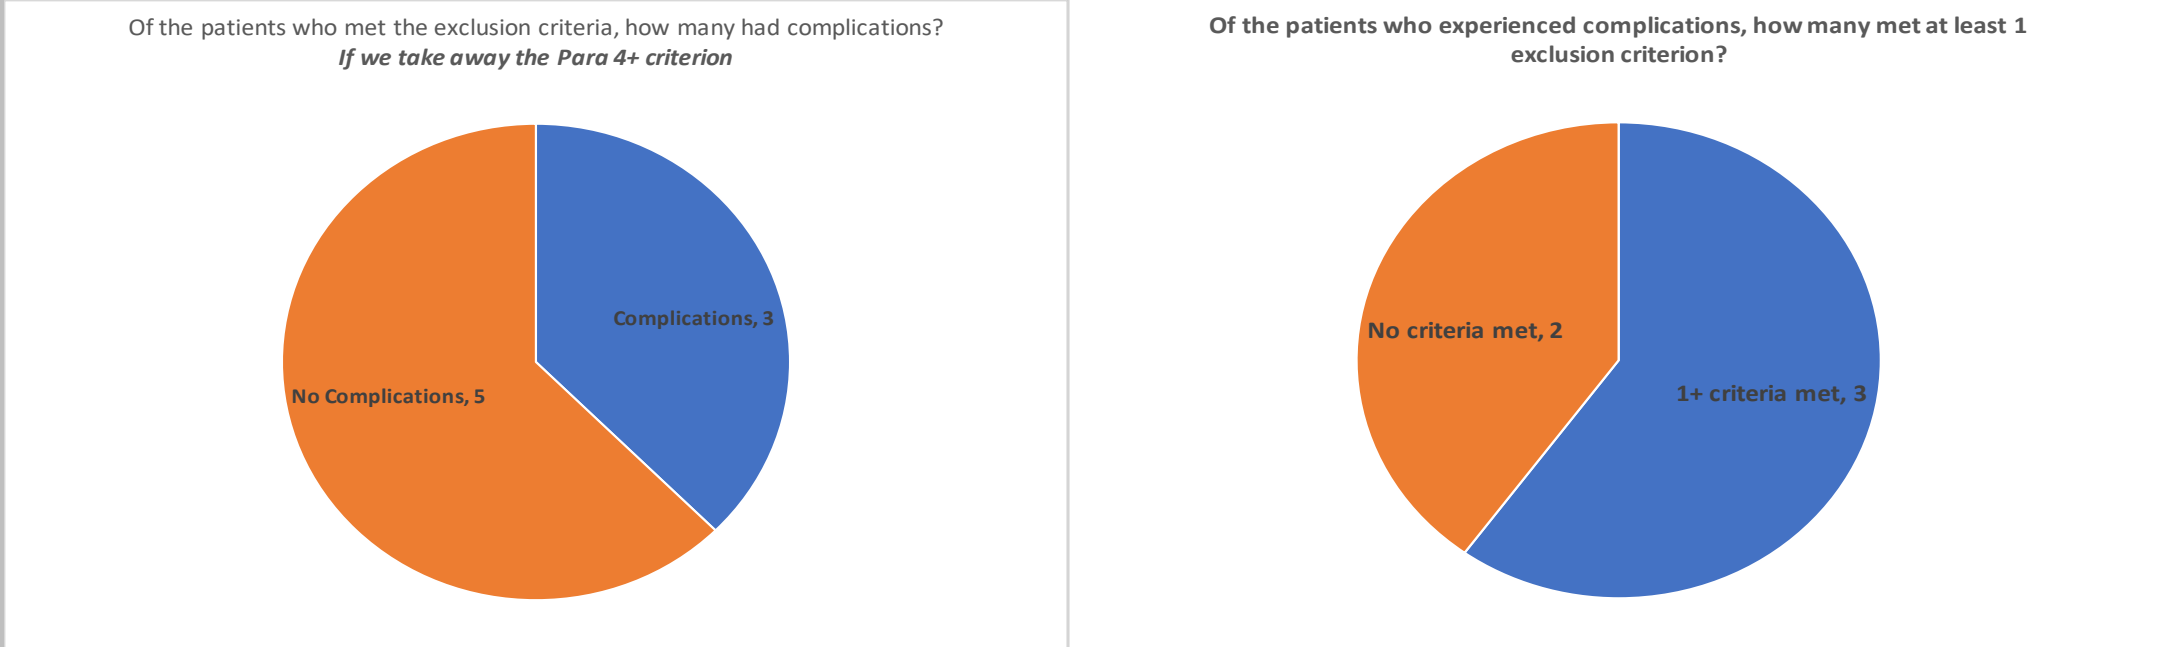 Of the patients who met the exclusion criteria, how many had complications?
If we take away the Para 4+ criterion
Complications, 3
No Complications, 5
Of the patients who experienced complications, how many met at least 1
exclusion criterion?
No criteria met, 2
1+ criteria met, 3